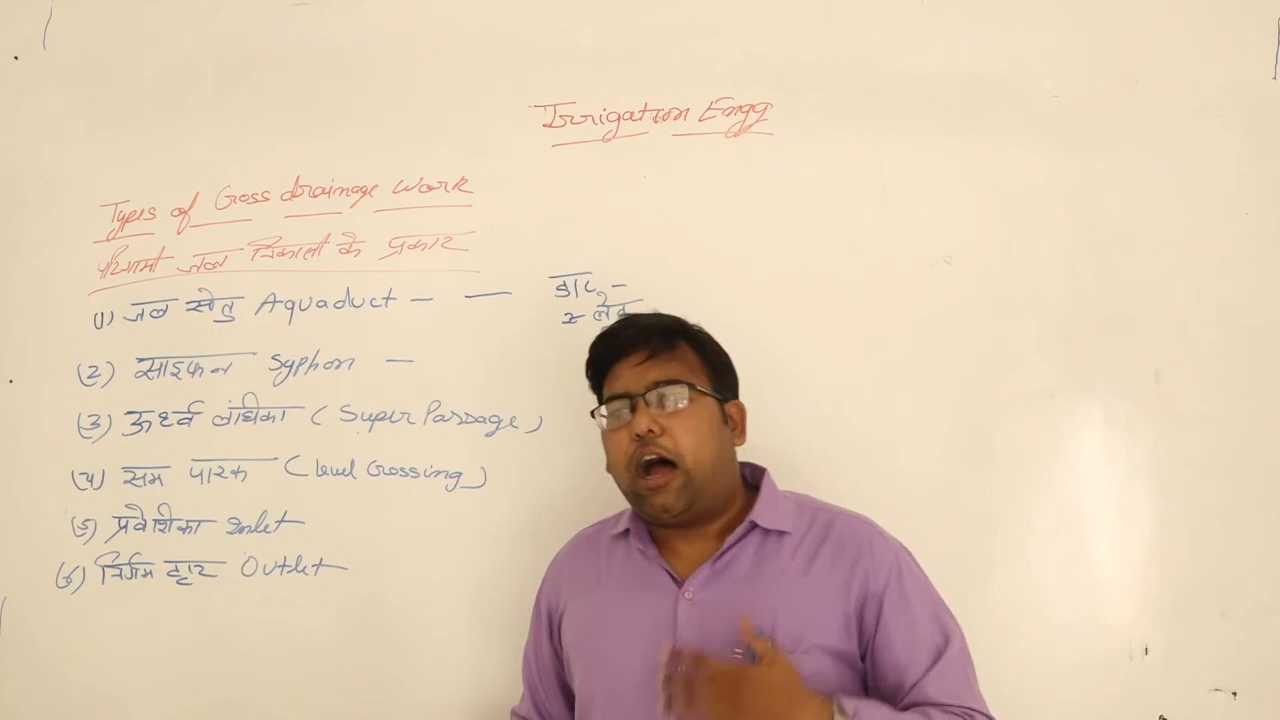 Irrigation Engg
Types of Cross drainage Work
जल निकासी के प्रकार
(1) जल सेतु Aquaduct — —
(2) साइफन Syphon —
(3) ऊर्ध्व लंघिका (Super Passage)
(4) सम पारक (Level Crossing)
(5) प्रवेशिका Inlet
(6) निर्गम द्वार Outlet